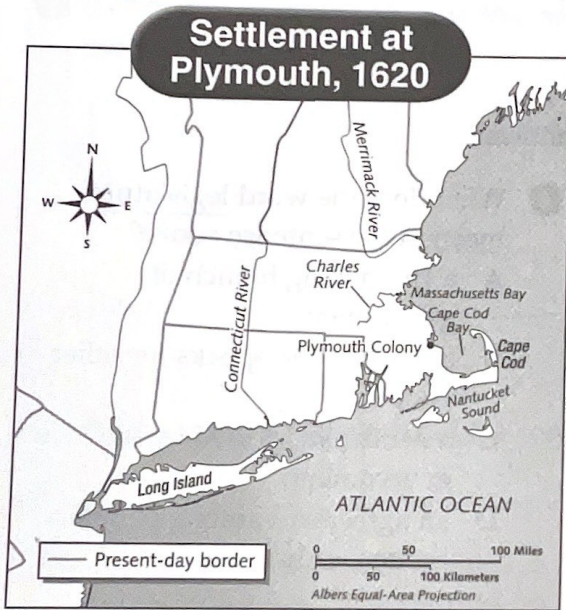 Settlement at
Plymouth, 1620
N
W
E
S
Merrimack River
Charles
River
Massachusetts Bay
Cape Cod
Bay
Connecticut River
Plymouth Colony
Cape
Cod
Nantucket
Sound
Long Island
ATLANTIC OCEAN
Present-day border
0 50 100 Miles
0 50 100 Kilometers
Albers Equal-Area Projection